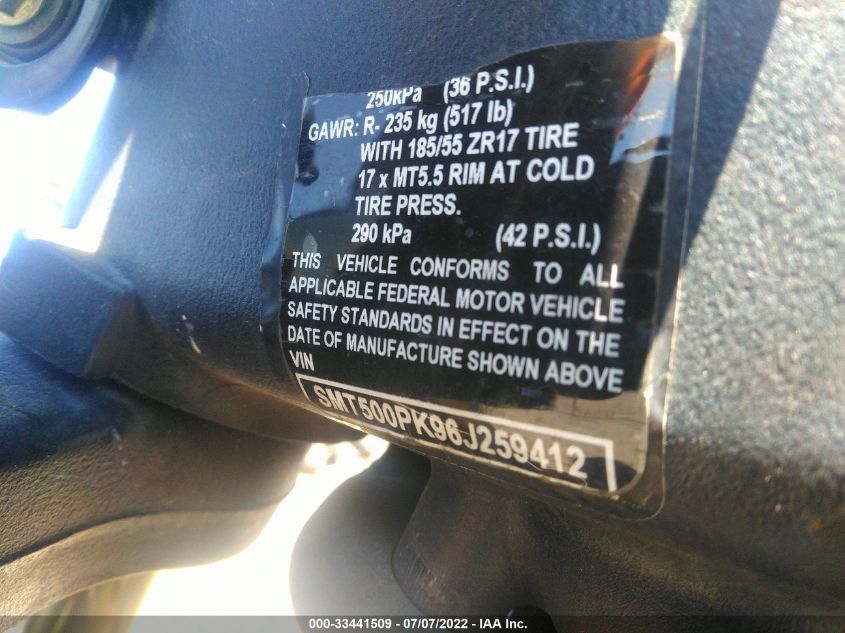 250kPa (36 P.S.I.)
GAWR: R- 235 kg (517 lb)
WITH 185/55 ZR17 TIRE
17 x MT5.5 RIM AT COLD
TIRE PRESS.
290 kPa (42 P.S.I.)
THIS VEHICLE CONFORMS TO ALL
APPLICABLE FEDERAL MOTOR VEHICLE
SAFETY STANDARDS IN EFFECT ON THE
DATE OF MANUFACTURE SHOWN ABOVE
VIN
SMT500PK96J259412
000-33441509 - 07/07/2022 - IAA Inc.